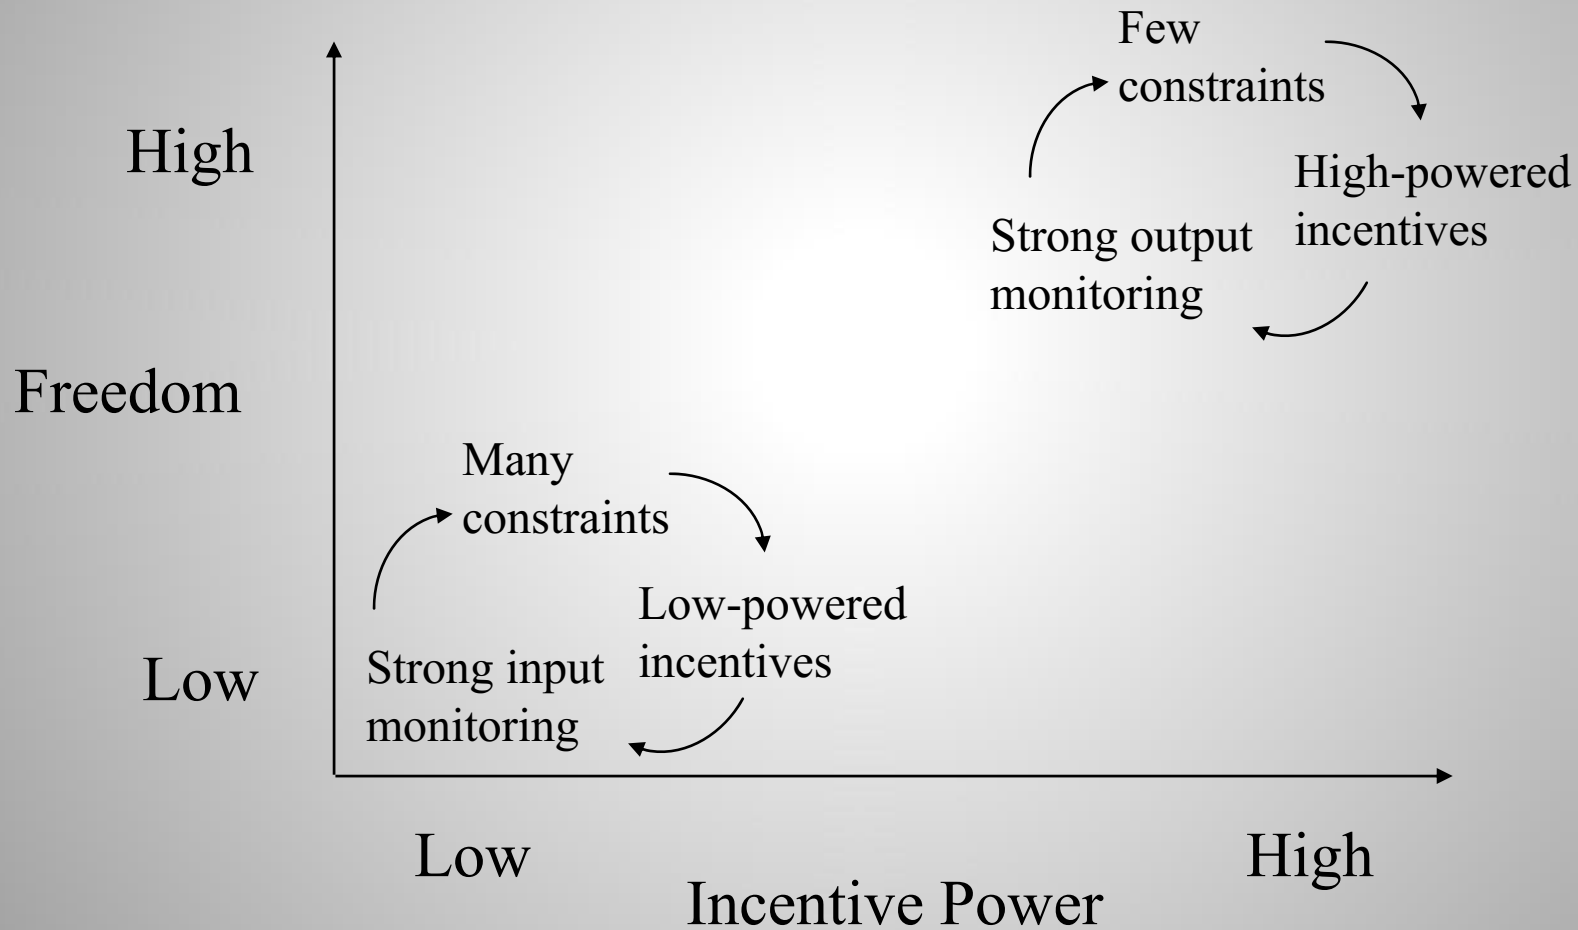 Few
constraints
High
High-powered
incentives
Strong output
monitoring
Freedom
Many
constraints
Low-powered
incentives
Strong input
monitoring
Low
Low
High
Incentive Power